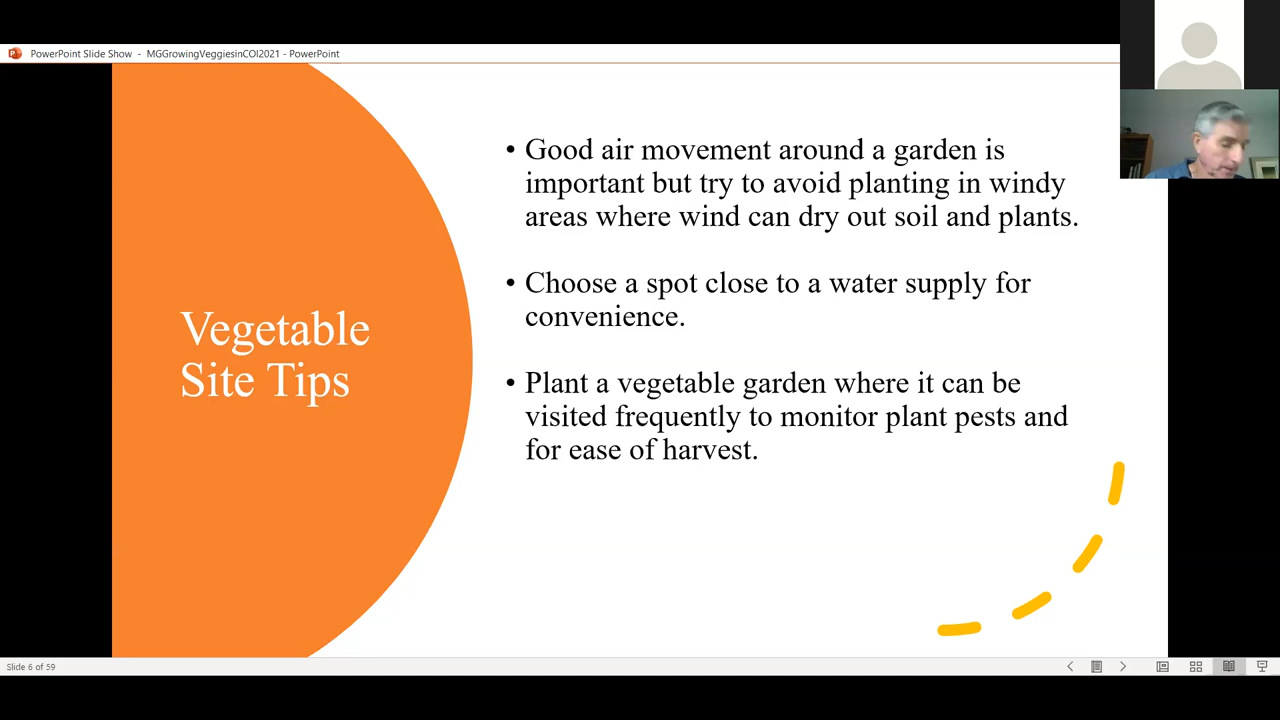 PowerPoint Slide Show - MGGrowingVeggiesinCOI2021 - PowerPoint
Vegetable
Site Tips
• Good air movement around a garden is
important but try to avoid planting in windy
areas where wind can dry out soil and plants.
• Choose a spot close to a water supply for
convenience.
• Plant a vegetable garden where it can be
visited frequently to monitor plant pests and
for ease of harvest.
Slide 6 of 59